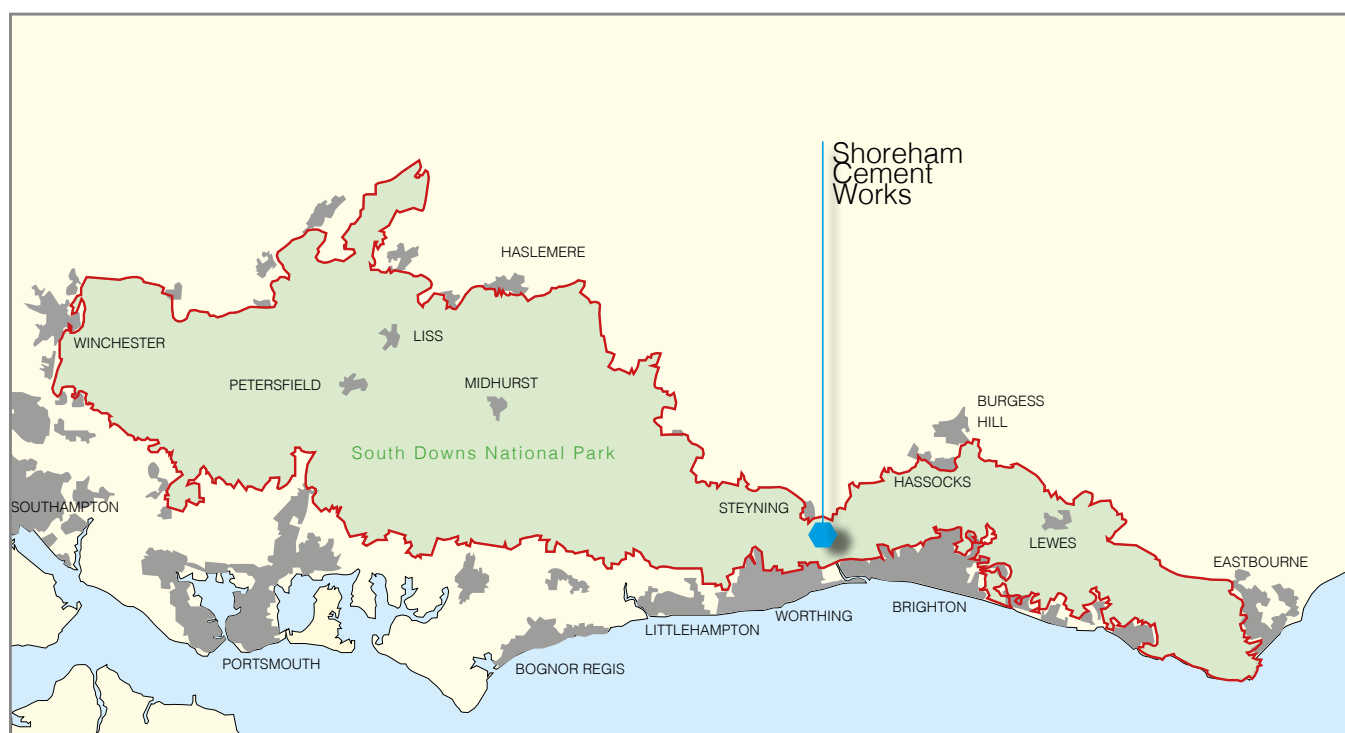 Shoreham
Cement
Works
HASLEMERE
WINCHESTER
LISS
PETERSFIELD
MIDHURST
BURGESS
HILL
South Downs National Park
HASSOCKS
SOUTHAMPTON
STEYNING
LEWES
EASTBOURNE
BRIGHTON
WORTHING
LITTLEHAMPTON
PORTSMOUTH
BOGNOR REGIS